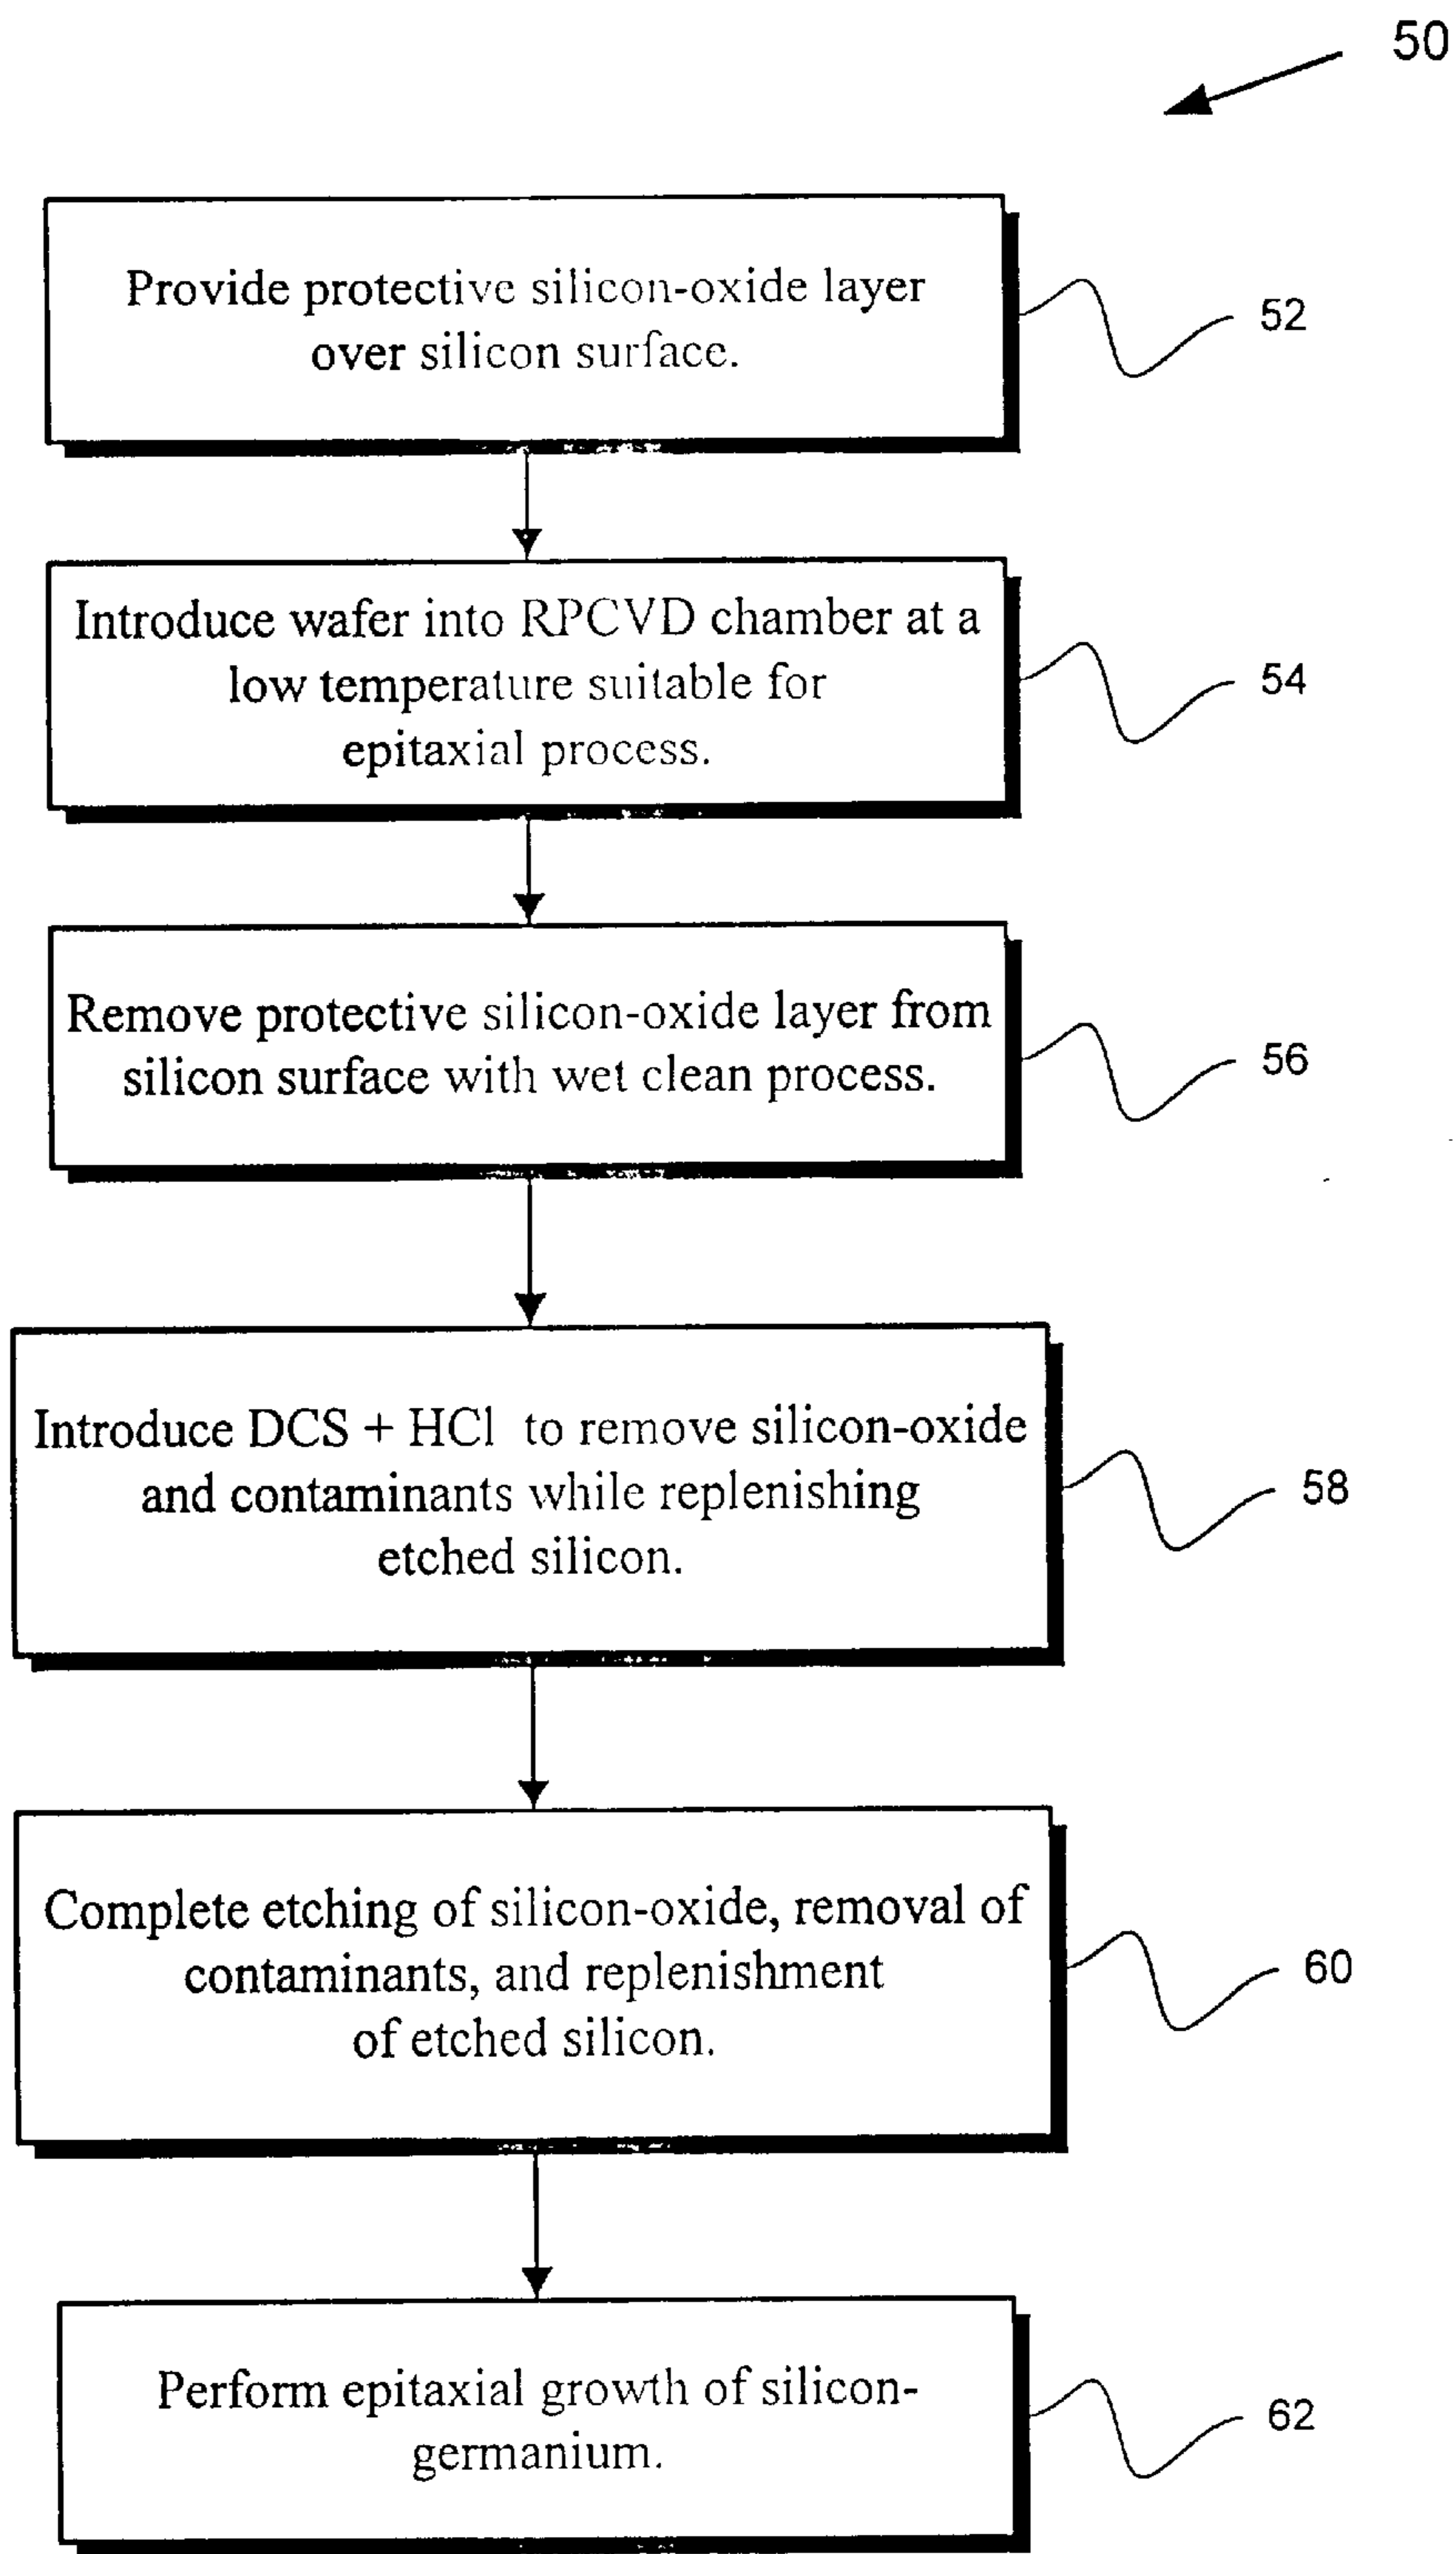 50
Provide protective silicon-oxide layer
over silicon surface.
52
Introduce wafer into RPCVD chamber at a
low temperature suitable for
epitaxial process.
54
Remove protective silicon-oxide layer from
silicon surface with wet clean process.
56
Introduce DCS + HCl to remove silicon-oxide
and contaminants while replenishing
etched silicon.
58
Complete etching of silicon-oxide, removal of
contaminants, and replenishment
of etched silicon.
60
Perform epitaxial growth of silicon-
germanium.
62